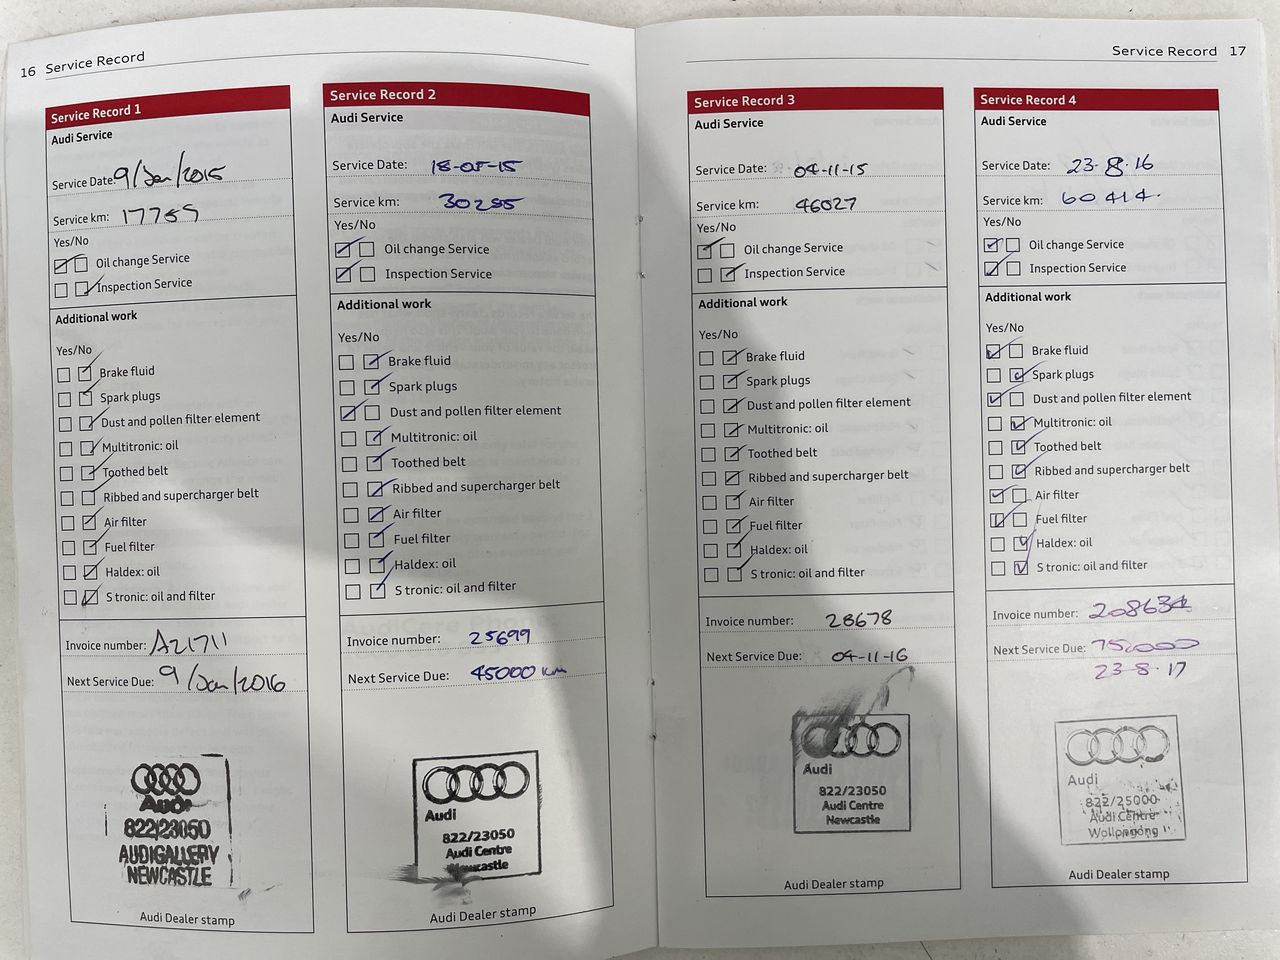 16 Service Record
Service Record 1
Audi Service
Service Date: 9/Jan/2015
Service km: 17759
Yes/No
Oil change Service
Inspection Service
Additional work
Yes/No
Brake fluid
Spark plugs
Dust and pollen filter element
Multitronic: oil
Toothed belt
Ribbed and supercharger belt
Air filter
Fuel filter
Haldex: oil
S tronic: oil and filter
Invoice number: A21711
Next Service Due: 9/Jan/2016
Audi
822/23050
AUDIGALLERY
NEWCASTLE
Audi Dealer stamp
Service Record 2
Audi Service
Service Date: 18-05-15
Service km: 30255
Yes/No
Oil change Service
Inspection Service
Additional work
Yes/No
Brake fluid
Spark plugs
Dust and pollen filter element
Multitronic: oil
Toothed belt
Ribbed and supercharger belt
Air filter
Fuel filter
Haldex: oil
S tronic: oil and filter
Invoice number: 25699
Next Service Due: 45000 km
Audi
822/23050
Audi Centre
Newcastle
Audi Dealer stamp
Service Record 17
Service Record 3
Audi Service
Service Date: 04-11-15
Service km: 46027
Yes/No
Oil change Service
Inspection Service
Additional work
Yes/No
Brake fluid
Spark plugs
Dust and pollen filter element
Multitronic: oil
Toothed belt
Ribbed and supercharger belt
Air filter
Fuel filter
Haldex: oil
S tronic: oil and filter
Invoice number: 28678
Next Service Due: 04-11-16
Audi
822/23050
Audi Centre
Newcastle
Audi Dealer stamp
Service Record 4
Audi Service
Service Date: 23-8-16
Service km: 60414.
Yes/No
Oil change Service
Inspection Service
Additional work
Yes/No
Brake fluid
Spark plugs
Dust and pollen filter element
Multitronic: oil
Toothed belt
Ribbed and supercharger belt
Air filter
Fuel filter
Haldex: oil
S tronic: oil and filter
Invoice number: 208634
Next Service Due:
23-8-17
Audi
822/25000
Audi Centre
Wollongong
Audi Dealer stamp